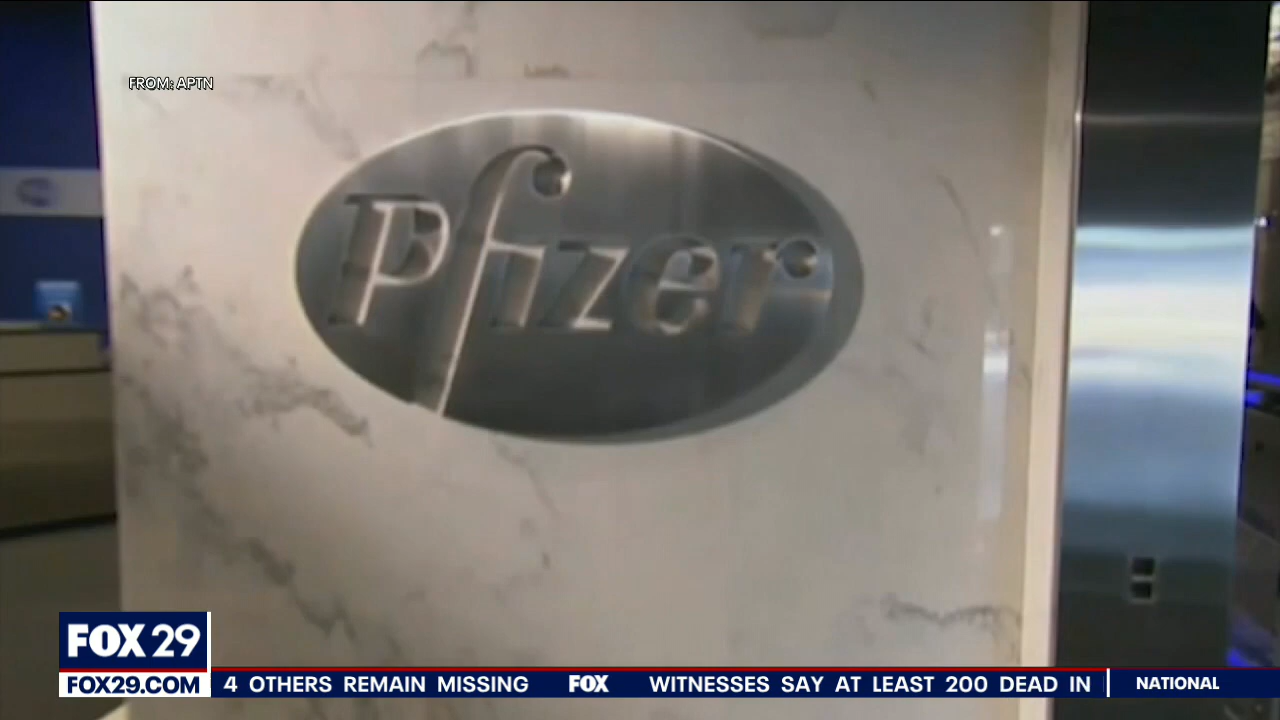 FROM: APTN
Pfizer
FOX 29
FOX29.COM
4 OTHERS REMAIN MISSING FOX WITNESSES SAY AT LEAST 200 DEAD IN NATIONAL